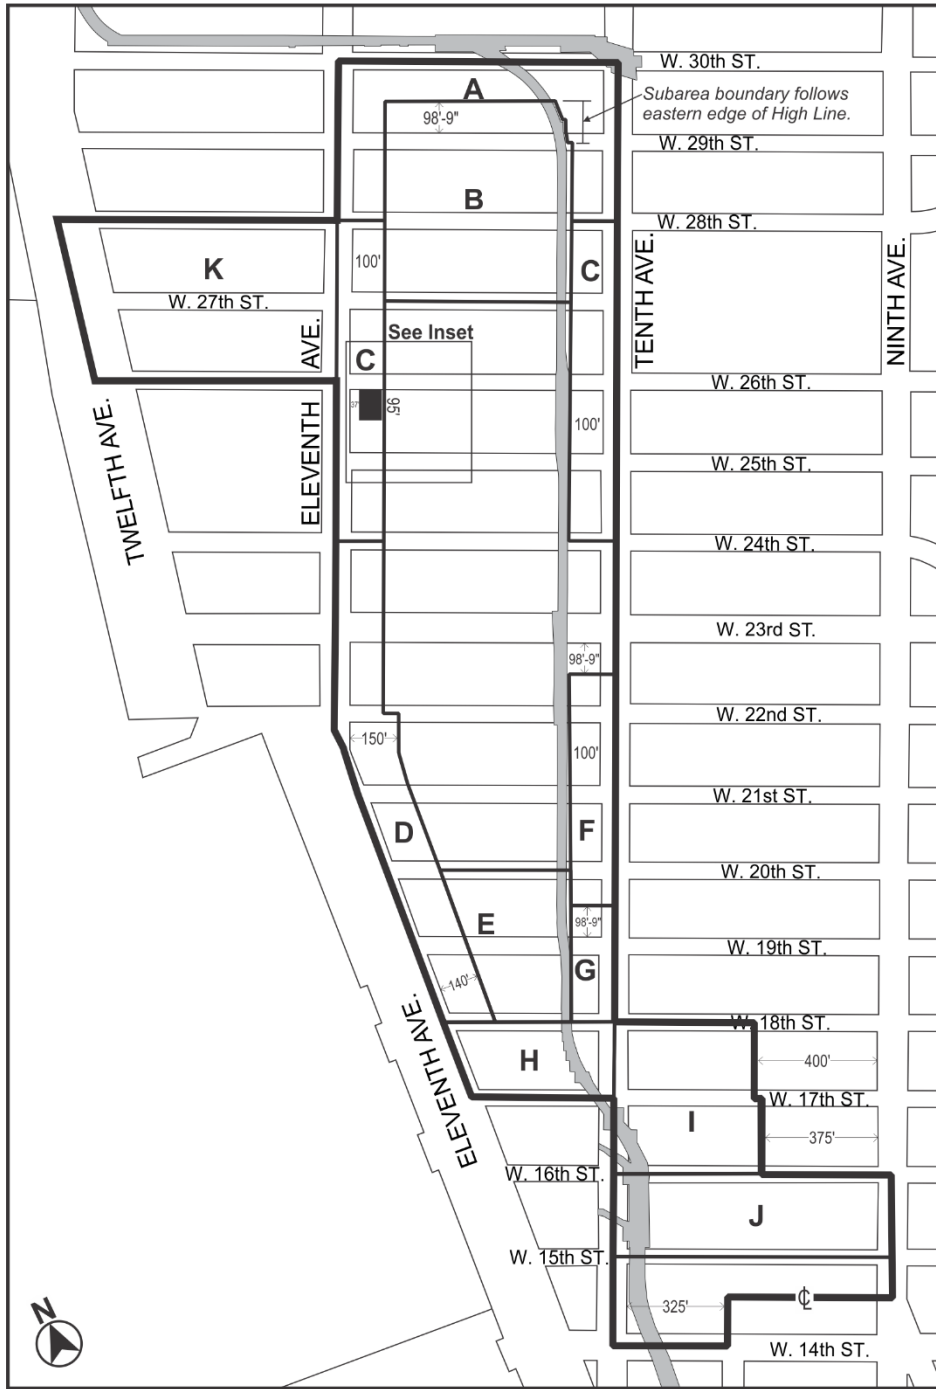 W. 30th ST.
A
Subarea boundary follows
eastern edge of High Line.
98'-9"
W. 29th ST.
B
W. 28th ST.
K
100'
C
TENTH AVE.
NINTH AVE.
W. 27th ST.
AVE.
See Inset
C
W. 26th ST.
37'
95'
TWELFTH AVE.
ELEVENTH
100'
W. 25th ST.
W. 24th ST.
W. 23rd ST.
98'-9"
W. 22nd ST.
150'
100'
W. 21st ST.
D
F
W. 20th ST.
E
98'-9"
W. 19th ST.
G
140'
W. 18th ST.
ELEVENTH AVE.
H
400'
W. 17th ST.
I
375'
W. 16th ST.
J
W. 15th ST.
325'
℄
N
W. 14th ST.